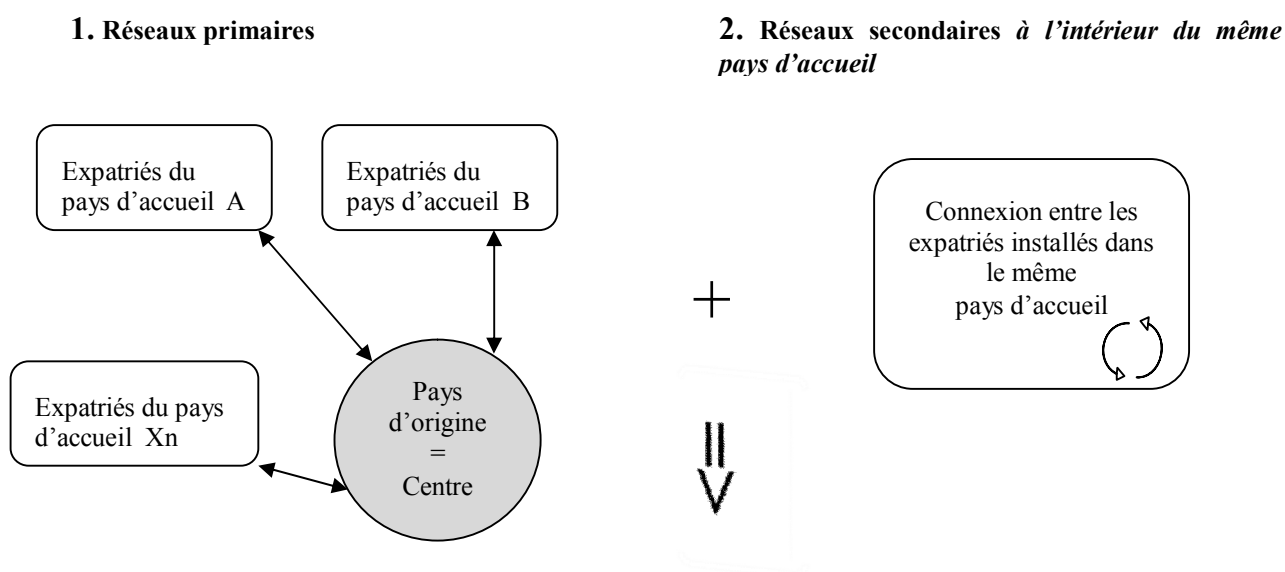 1. Réseaux primaires
2. Réseaux secondaires à l’intérieur du même
pays d’accueil
Expatriés du
pays d’accueil A
Expatriés du
pays d’accueil B
Expatriés du pays
d’accueil Xn
Pays
d’origine
=
Centre
+
Connexion entre les
expatriés installés dans
le même
pays d’accueil